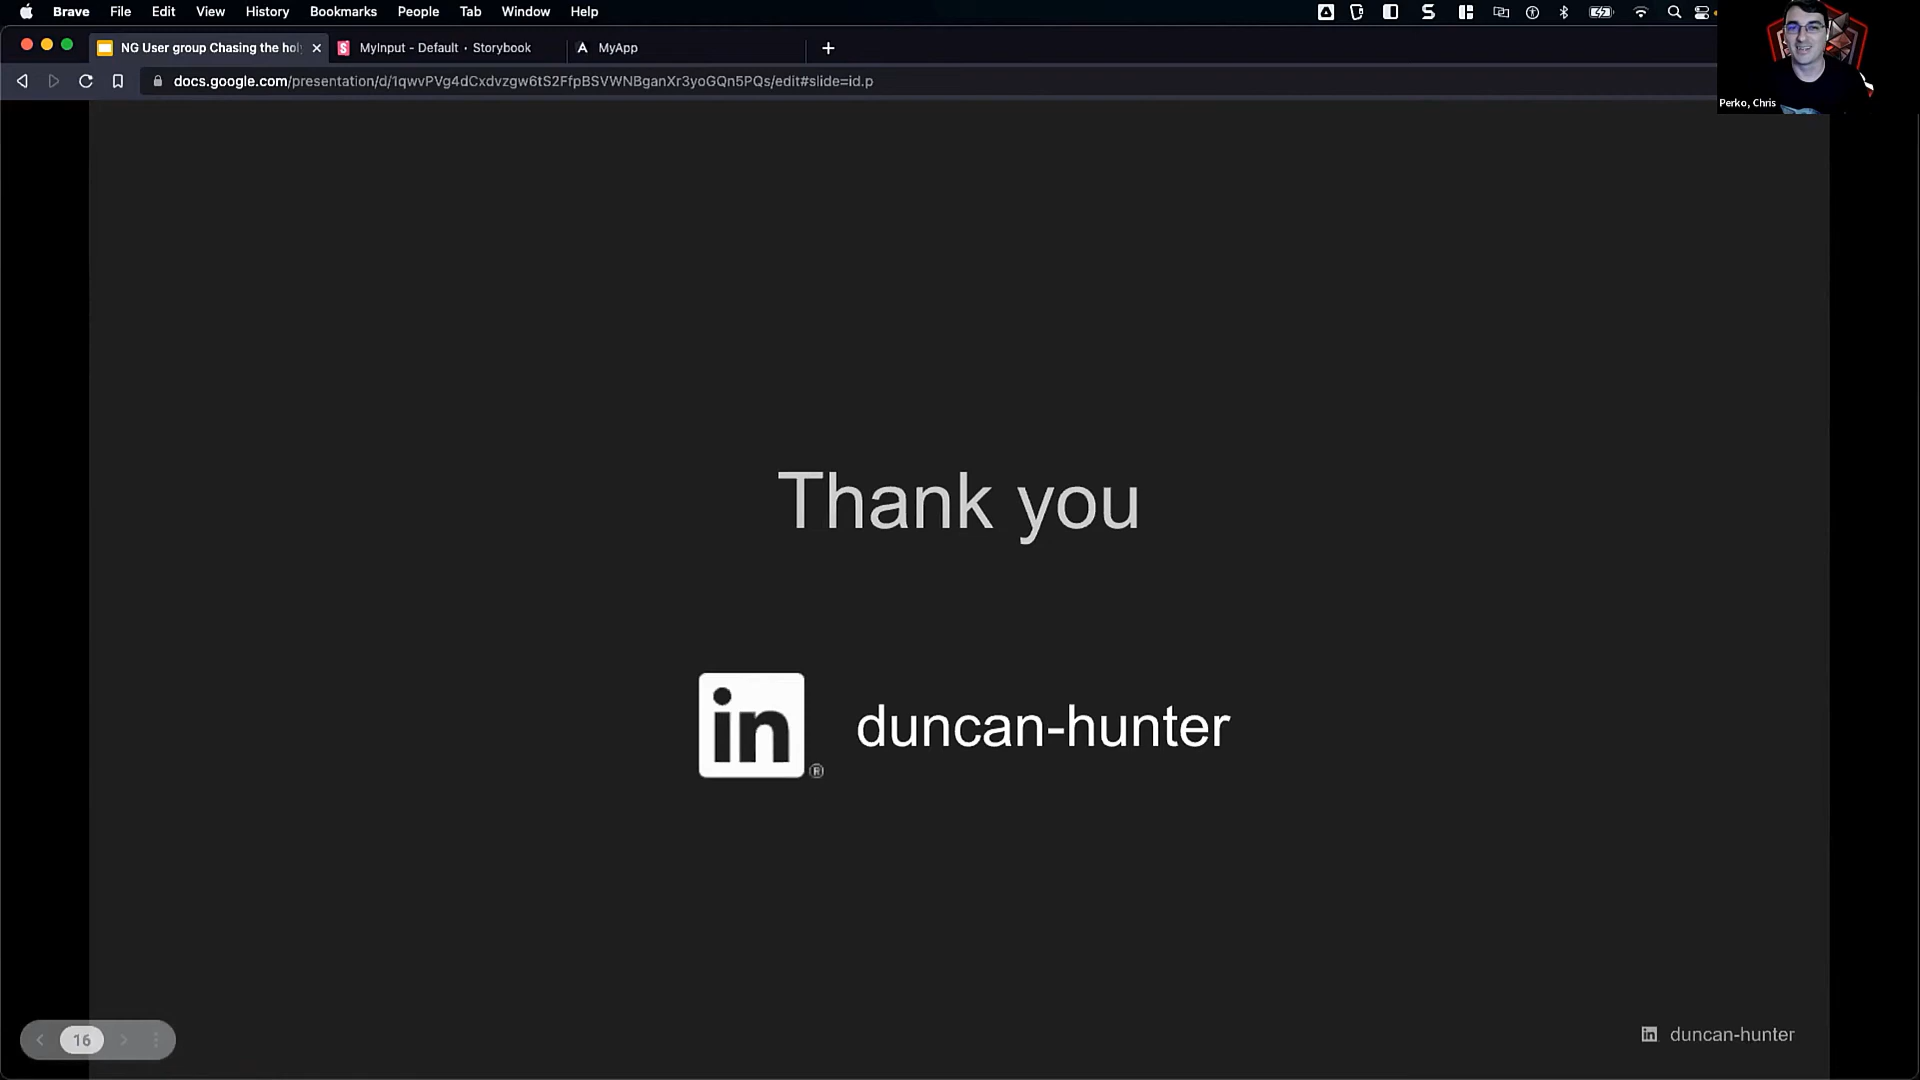 Brave File Edit View History Bookmarks People Tab Window Help
NG User group Chasing the hol
MyInput - Default · Storybook
MyApp
docs.google.com/presentation/d/1qwvPVg4dCxdvzgw6tS2FfpBSVWNBganXr3yoGQn5PQs/edit#slide=id.p
Perko, Chris
Thank you
in ® duncan-hunter
16
in duncan-hunter